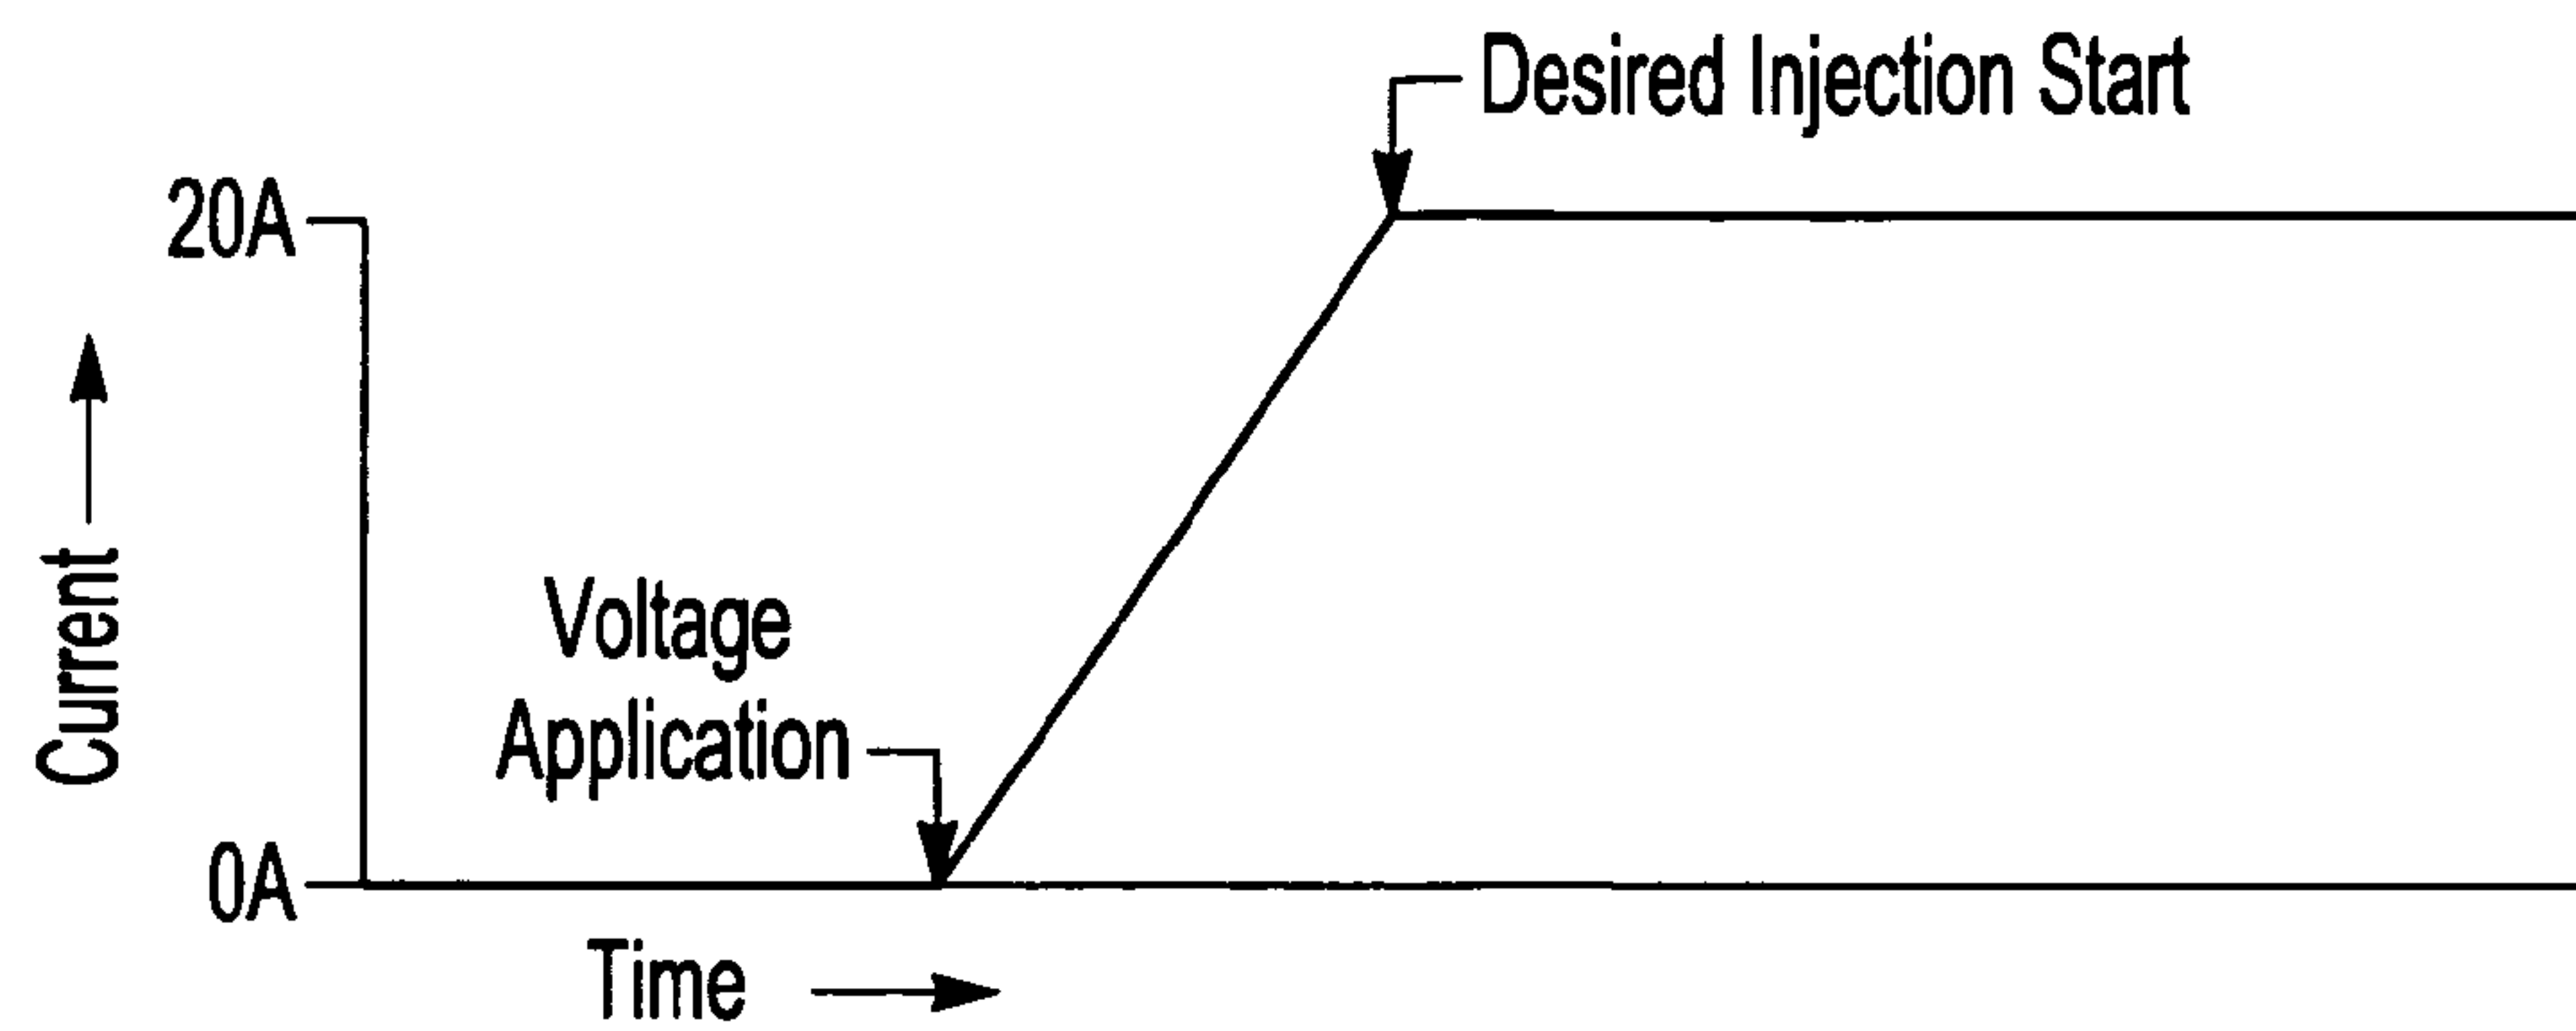 Desired Injection Start
20A
Current
Voltage
Application
0A
Time